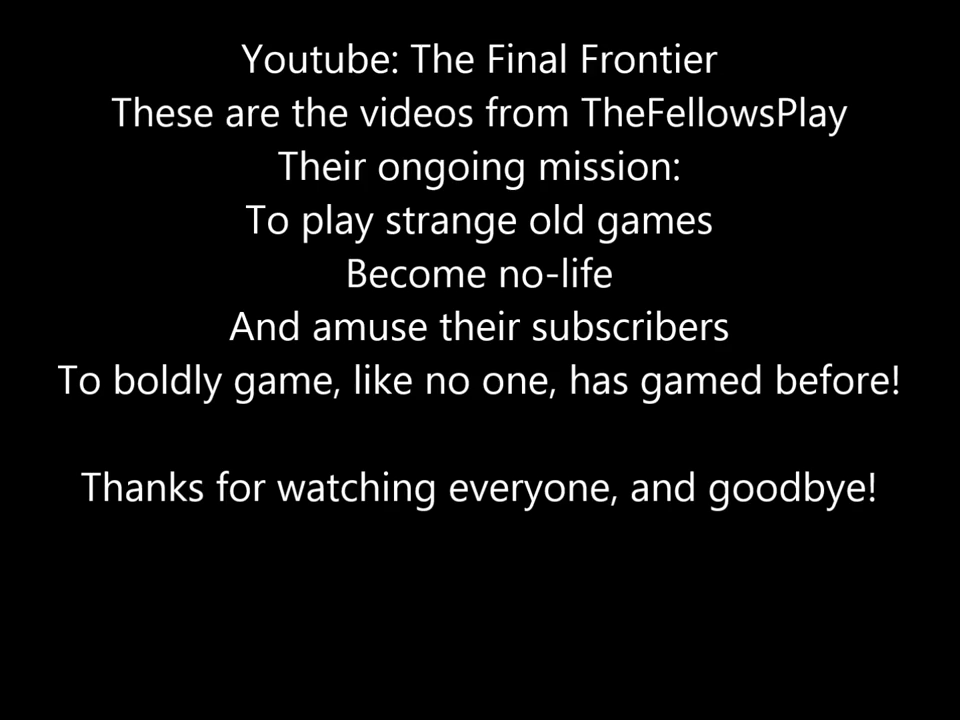 Youtube: The Final Frontier
These are the videos from TheFellowsPlay
Their ongoing mission:
To play strange old games
Become no-life
And amuse their subscribers
To boldly game, like no one, has gamed before!
Thanks for watching everyone, and goodbye!